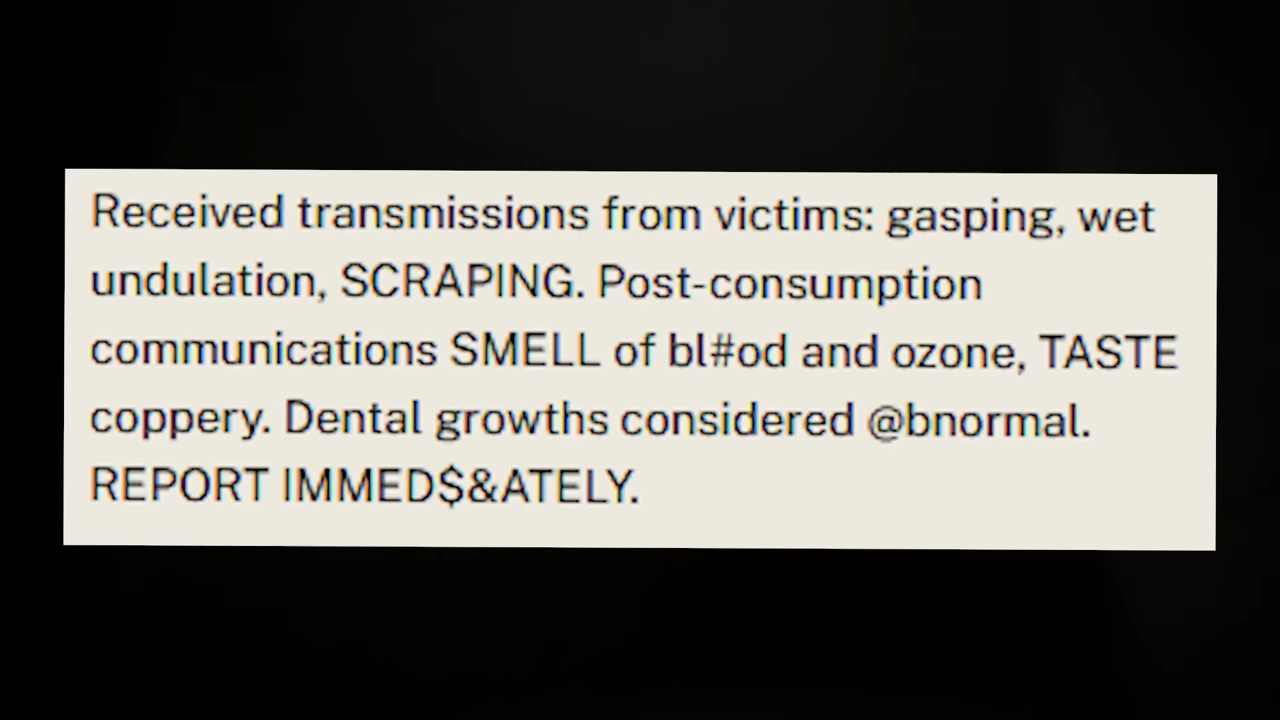 Received transmissions from victims: gasping, wet
undulation, SCRAPING. Post-consumption
communications SMELL of bl#od and ozone, TASTE
coppery. Dental growths considered @bnormal.
REPORT IMMED$&ATELY.